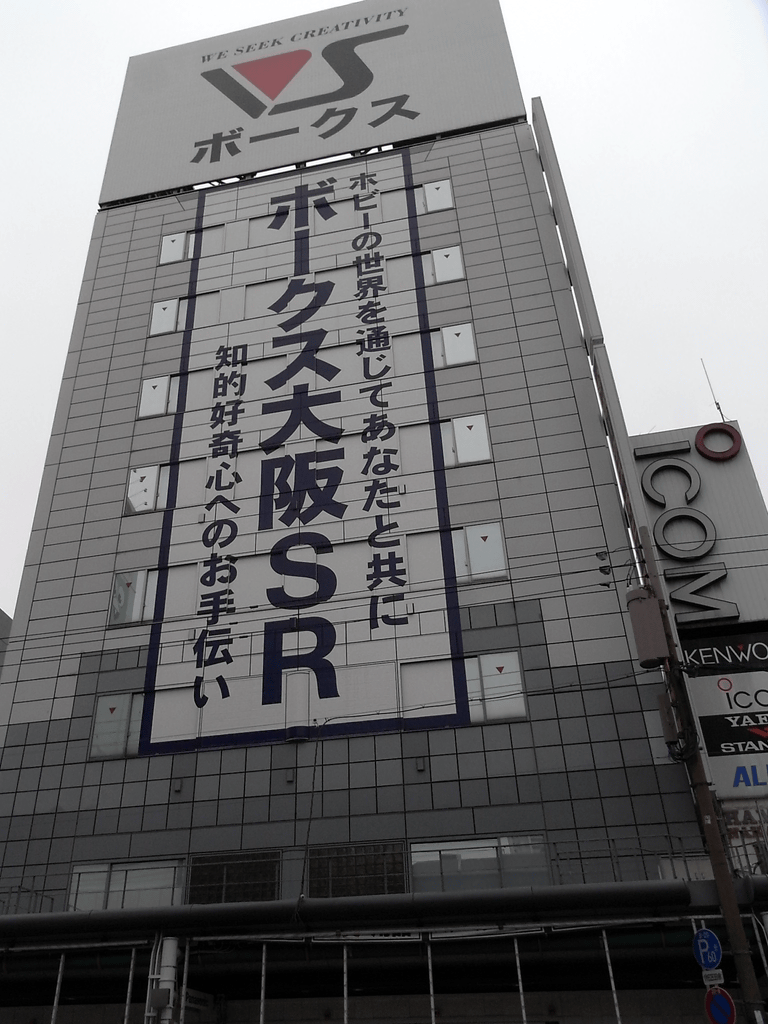 WE SEEK CREATIVITY
VS
ボークス
ホビーの世界を通じてあなたと共に
ボークス大阪SR
知的好奇心へのお手伝い
ICOM
KENWO
ICO
YAE
STAN
AL
P
60